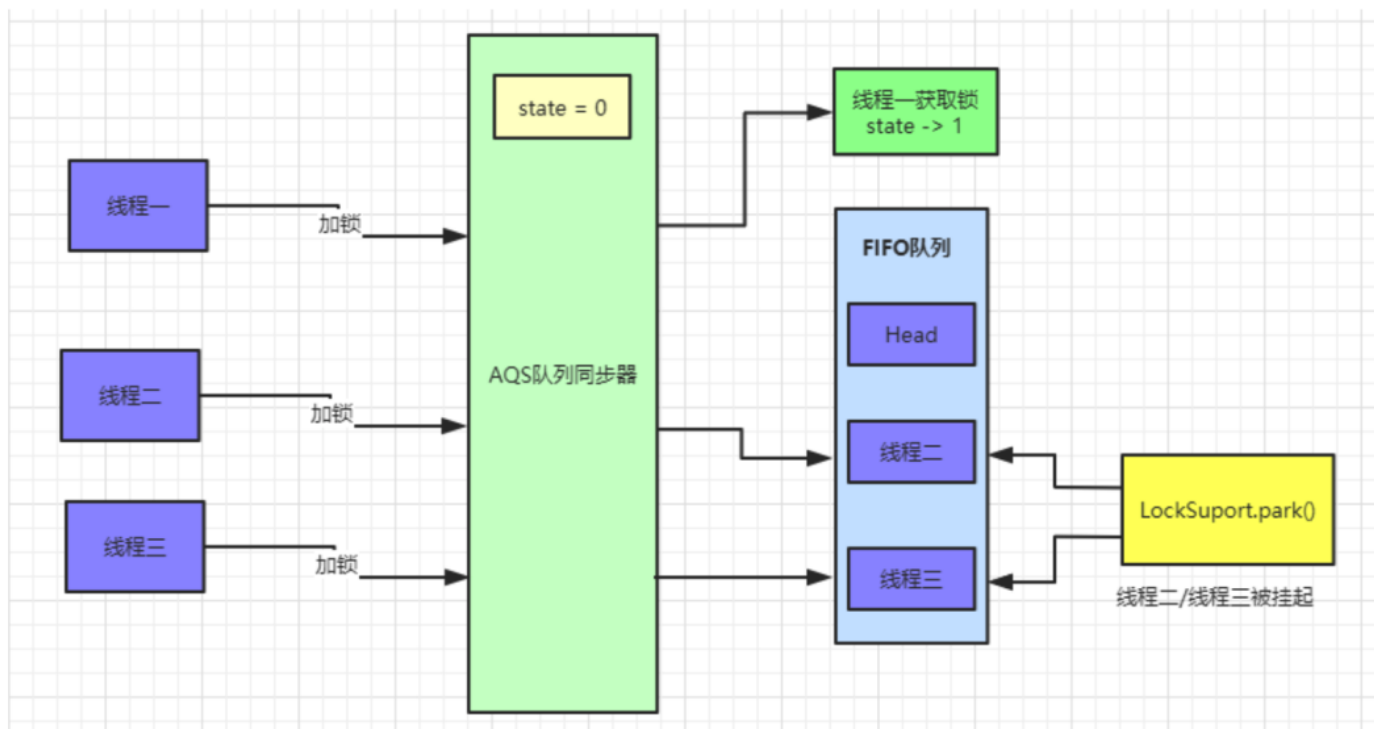 state = 0
线程一获取锁
state -> 1
线程一
加锁
FIFO队列
Head
AQS队列同步器
线程二
加锁
线程二
LockSuport.park()
线程三
加锁
线程三
线程二/线程三被挂起